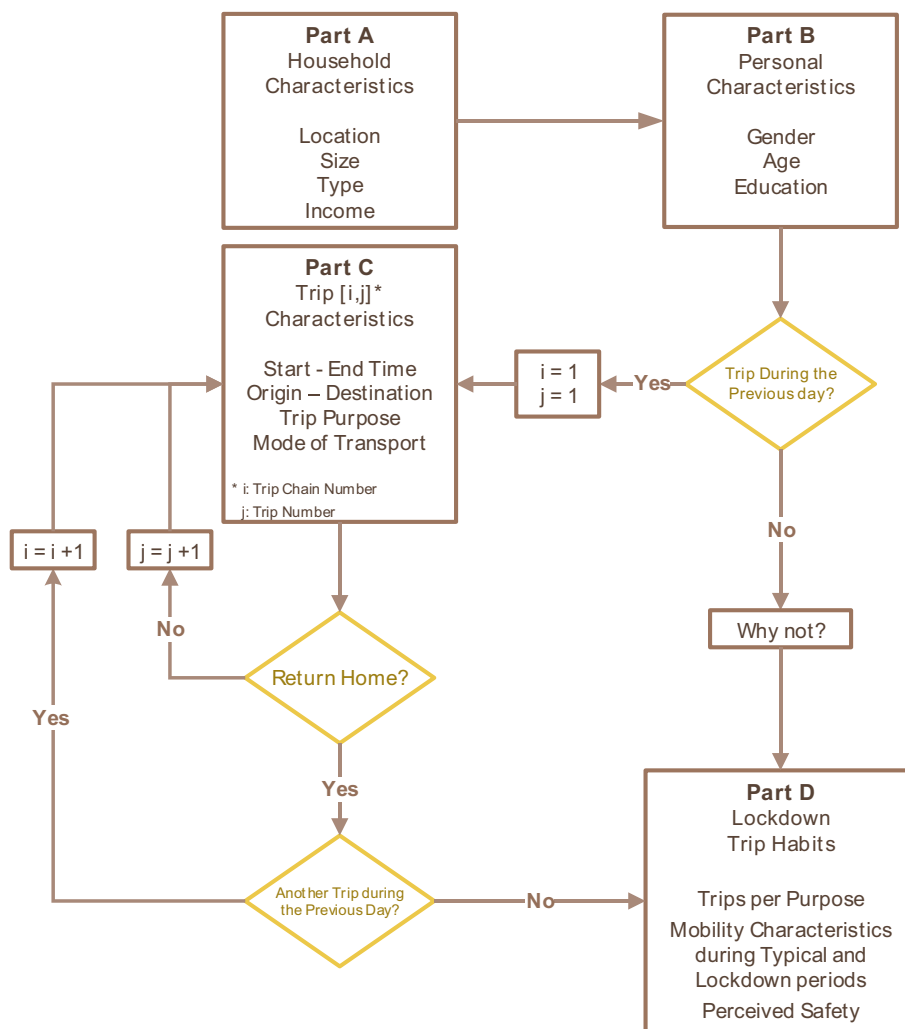 Part A
Household
Characteristics
Location
Size
Type
Income
Part B
Personal
Characteristics
Gender
Age
Education
Part C
Trip [i,j]*
Characteristics
Start - End Time
Origin – Destination
Trip Purpose
Mode of Transport
* i: Trip Chain Number
j: Trip Number
i = 1
j = 1
Yes
Trip During the
Previous day?
No
Why not?
i = i +1
j = j +1
No
Return Home?
Yes
Yes
Another Trip during
the Previous Day?
No
Part D
Lockdown
Trip Habits
Trips per Purpose
Mobility Characteristics
during Typical and
Lockdown periods
Perceived Safety